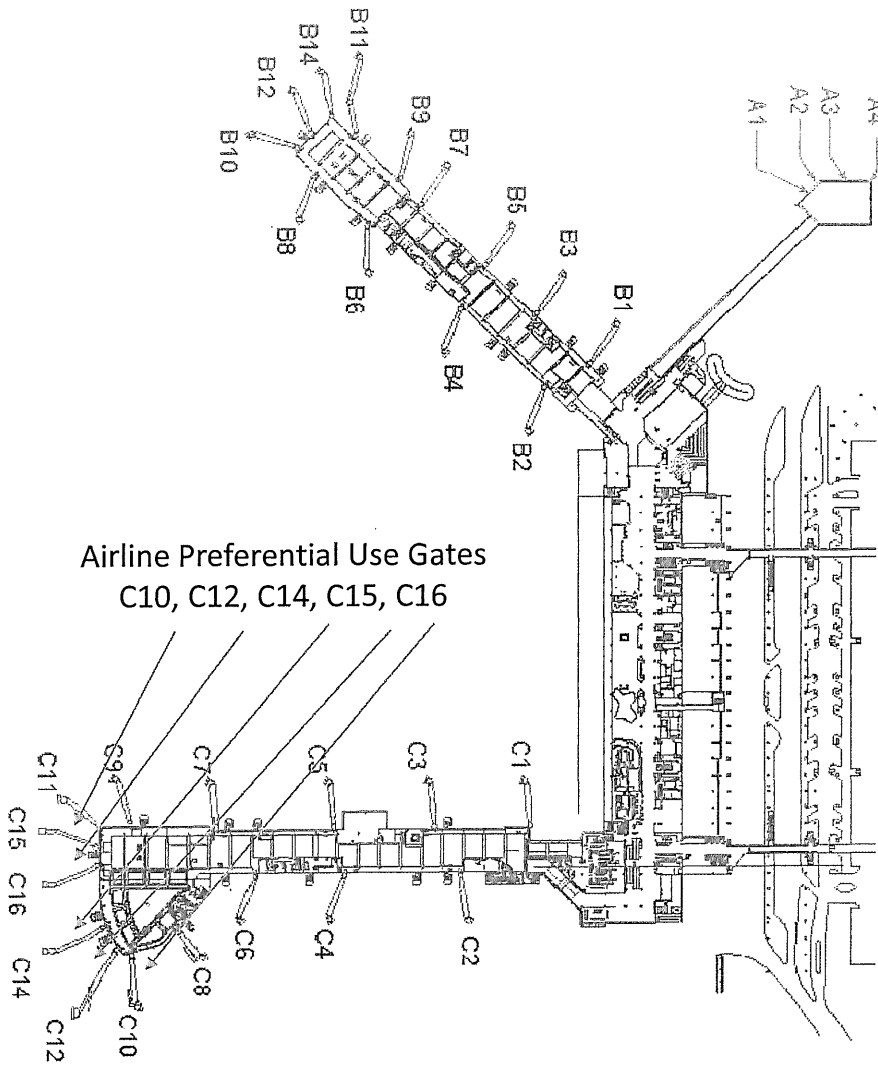 B11
B14
B12
B10
B9
B7
B5
B3
B1
B8
B6
B4
B2
A4
A3
A2
A1
Airline Preferential Use Gates
C10, C12, C14, C15, C16
C11
C9
C7
C5
C3
C1
C15
C16
C14
C12
C10
C8
C6
C4
C2